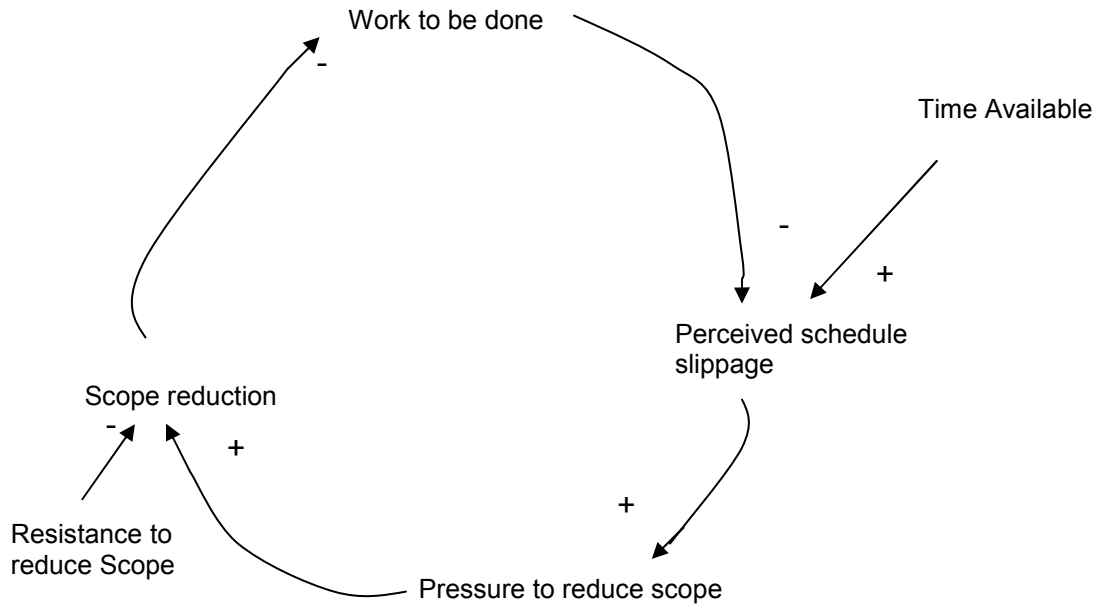 Work to be done
-
Time Available
-
+
Perceived schedule
slippage
Scope reduction
-
+
+
Resistance to
reduce Scope
Pressure to reduce scope